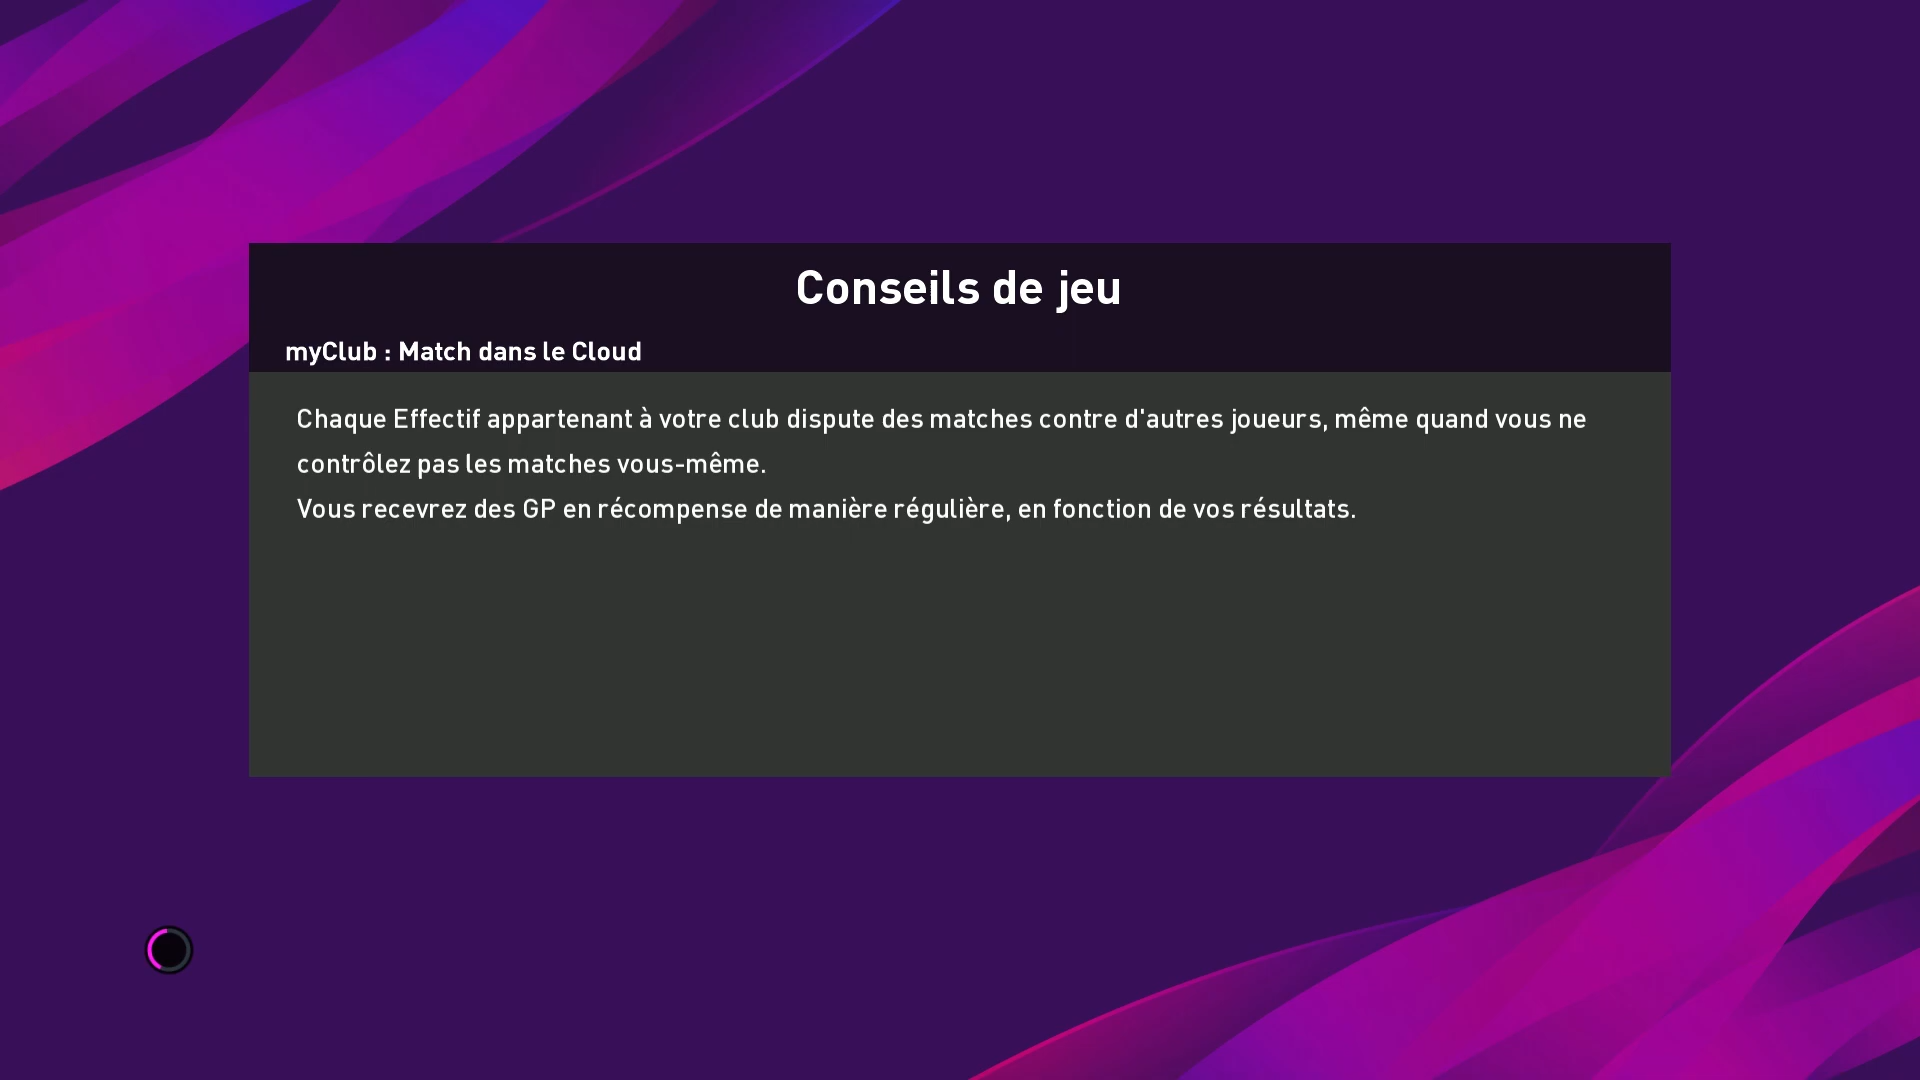 Conseils de jeu
myClub : Match dans le Cloud
Chaque Effectif appartenant à votre club dispute des matches contre d'autres joueurs, même quand vous ne
contrôlez pas les matches vous-même.
Vous recevrez des GP en récompense de manière régulière, en fonction de vos résultats.